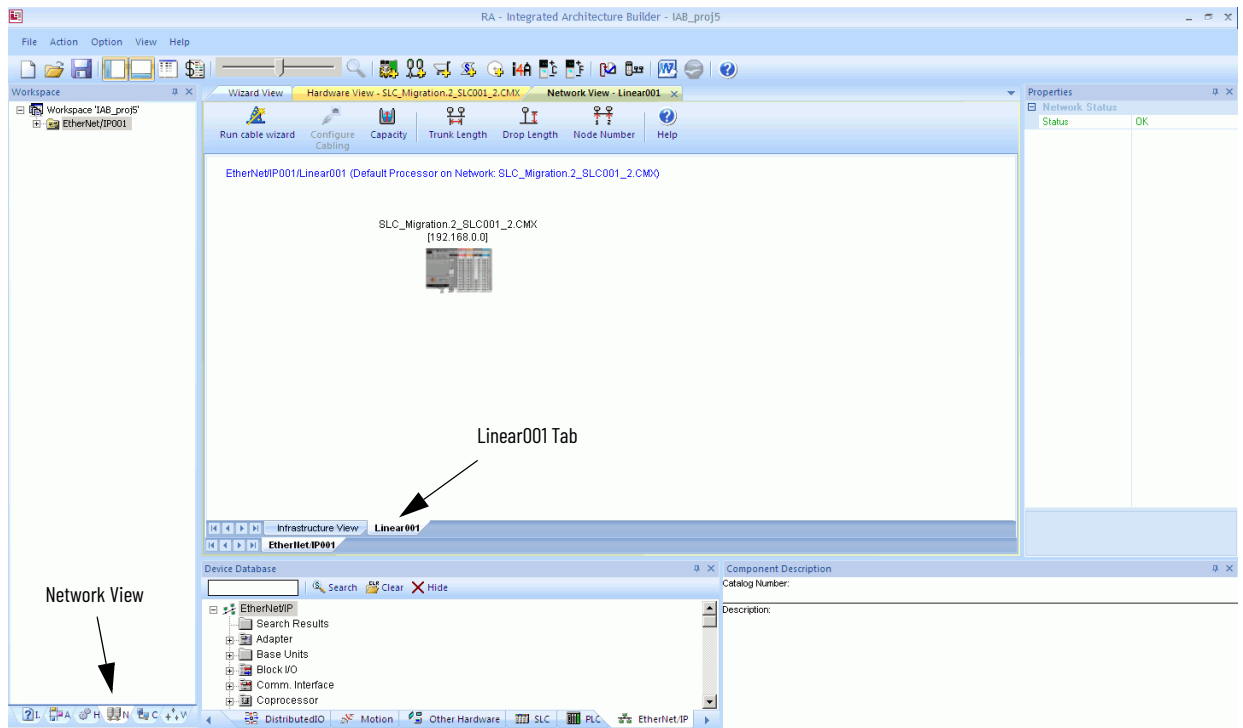 RA - Integrated Architecture Builder - IAB_proj5
File Action Option View Help
Workspace
Workspace 'IAB_proj5'
EtherNet/IP001
Wizard View
Hardware View - SLC_Migration.2_SLC001_2.CMX
Network View - Linear001
Run cable wizard
Configure Cabling
Capacity
Trunk Length
Drop Length
Node Number
Help
EtherNet/IP001/Linear001 (Default Processor on Network: SLC_Migration.2_SLC001_2.CMX)
SLC_Migration.2_SLC001_2.CMX
[192.168.0.0]
Linear001 Tab
Infrastructure View
Linear001
EtherNet/IP001
Properties
Network Status
Status OK
Network View
I. A H N C V
Device Database
Search Clear Hide
EtherNet/IP
Search Results
Adapter
Base Units
Block I/O
Comm. Interface
Coprocessor
DistributedIO Motion Other Hardware SLC PLC EtherNet/IP
Component Description
Catalog Number:
Description: